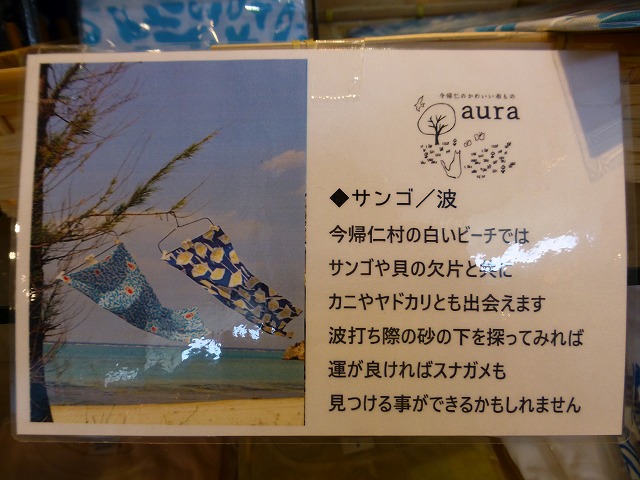 今帰仁のかわいい布もの
aura
◆サンゴ／波
今帰仁村の白いビーチでは
サンゴや貝の欠片と共に
カニやヤドカリとも出会えます
波打ち際の砂の下を探ってみれば
運が良ければスナガメも
見つける事ができるかもしれません